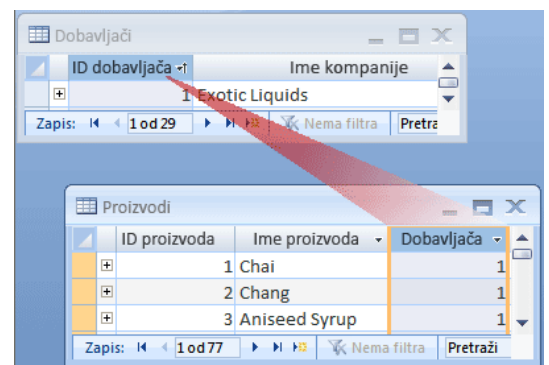 Dobavljači
ID dobavljača Ime kompanije
1 Exotic Liquids
Zapis: 1 od 29 Nema filtra Pretra
Proizvodi
ID proizvoda Ime proizvoda Dobavljača
1 Chai 1
2 Chang 1
3 Aniseed Syrup 1
Zapis: 1 od 77 Nema filtra Pretraži